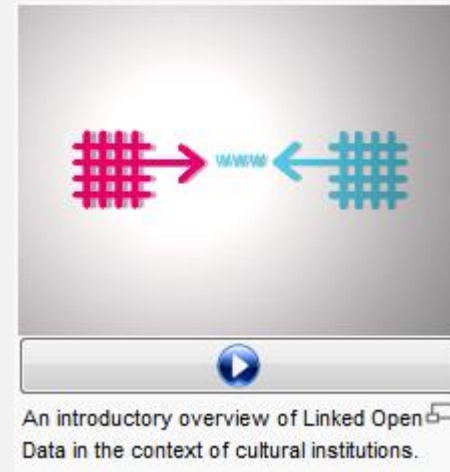 www
An introductory overview of Linked Open
Data in the context of cultural institutions.